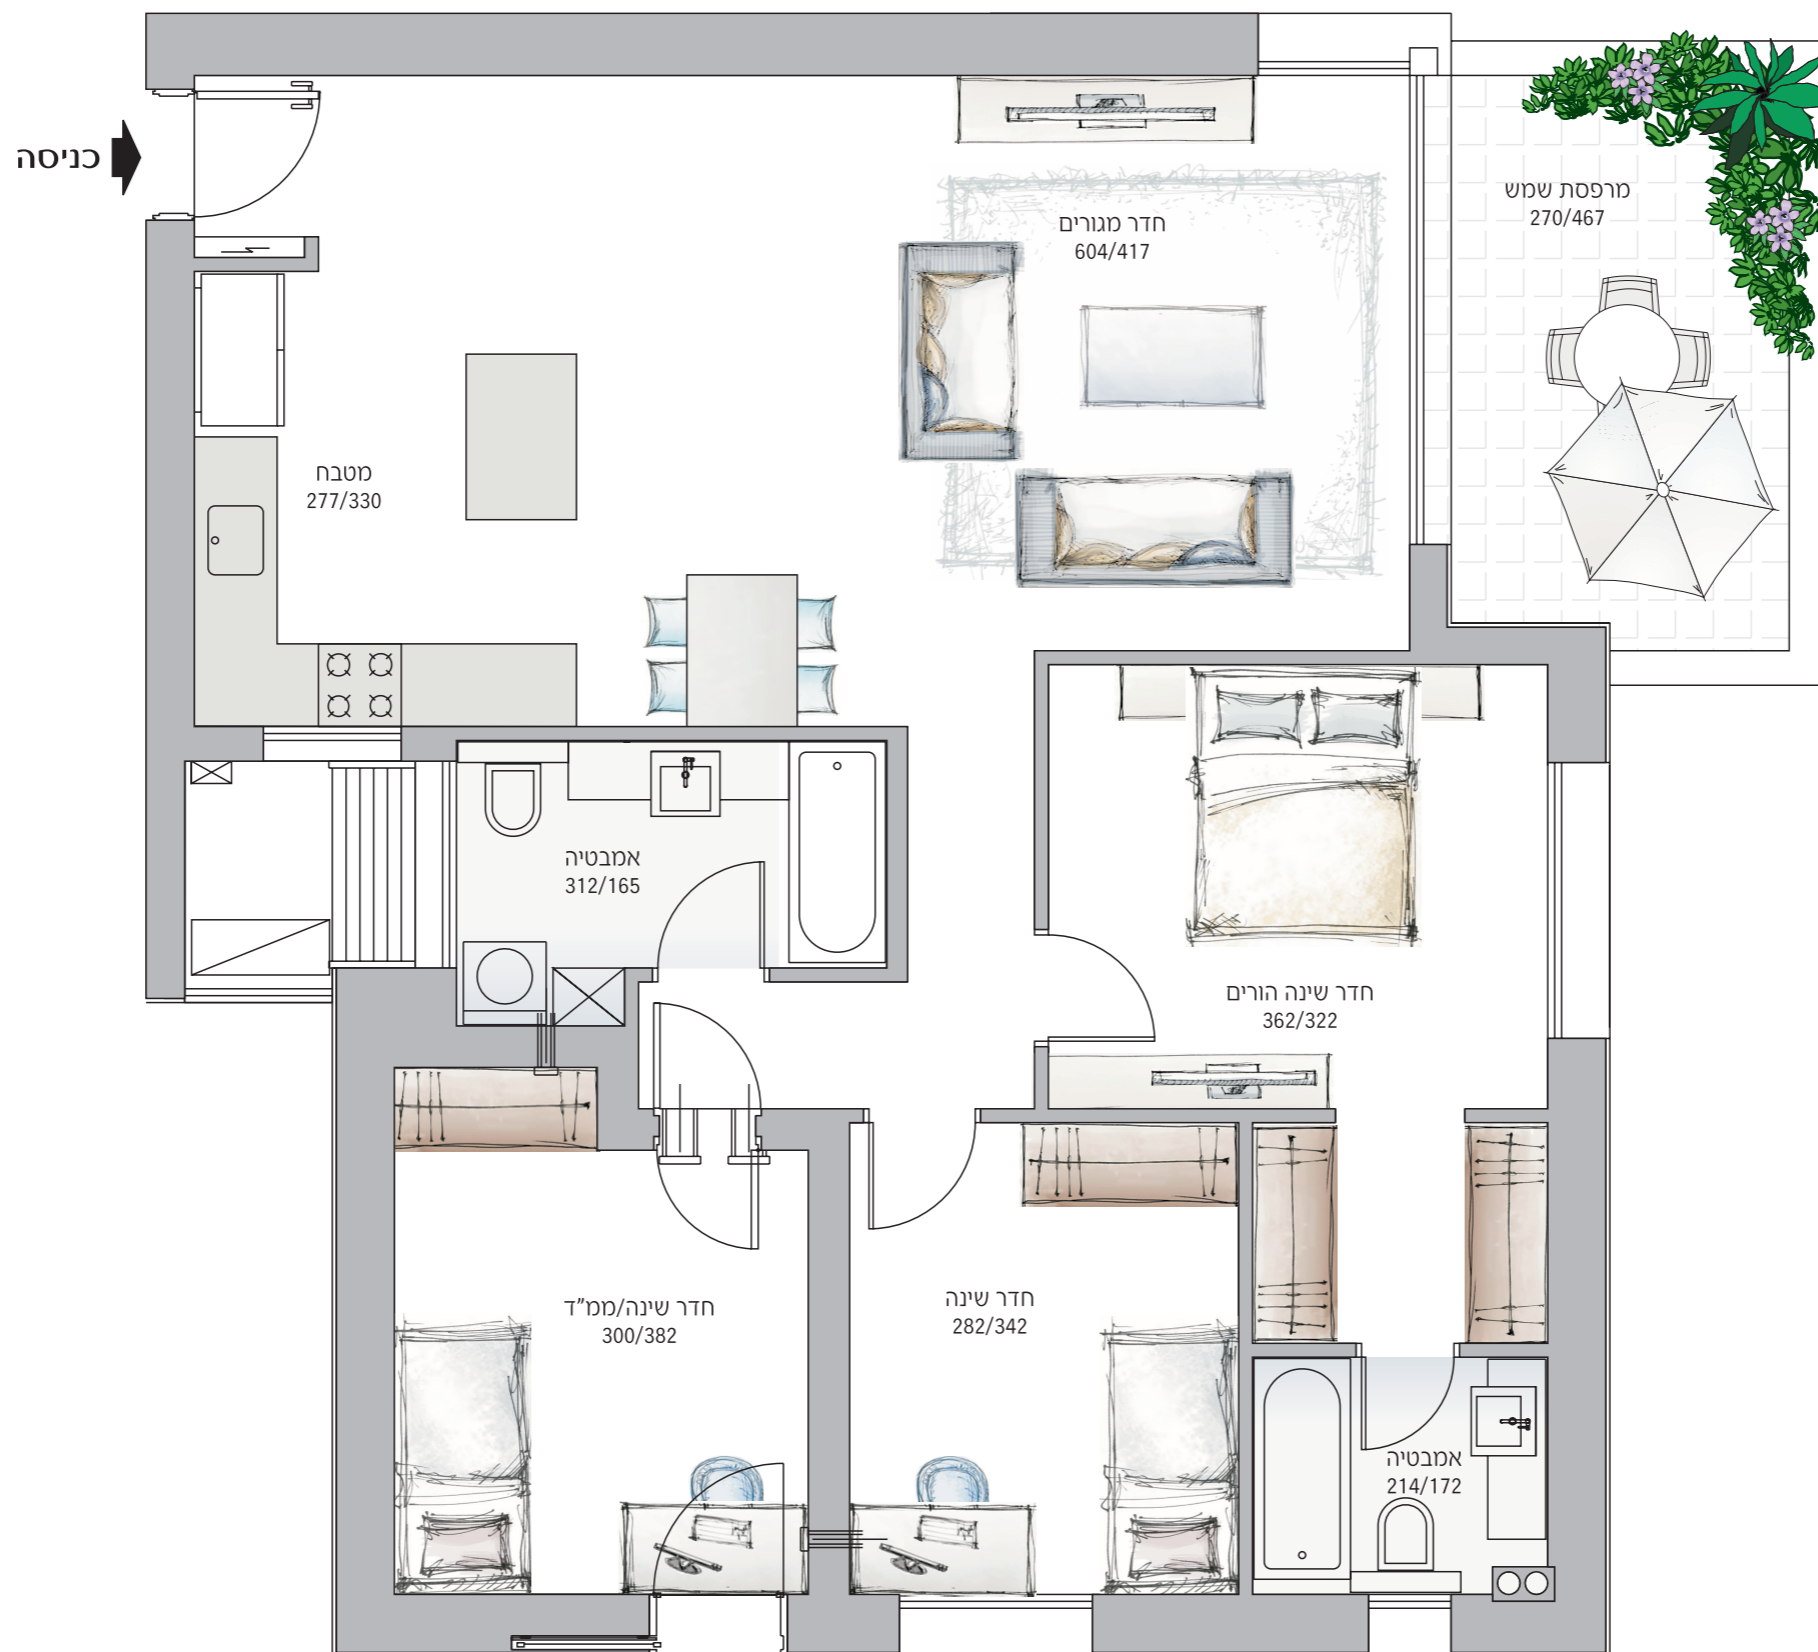 כניסה
מרפסת שמש
270/467
חדר מגורים
604/417
מטבח
277/330
אמבטיה
312/165
חדר שינה הורים
362/322
חדר שינה/ממ"ד
300/382
חדר שינה
282/342
אמבטיה
214/172